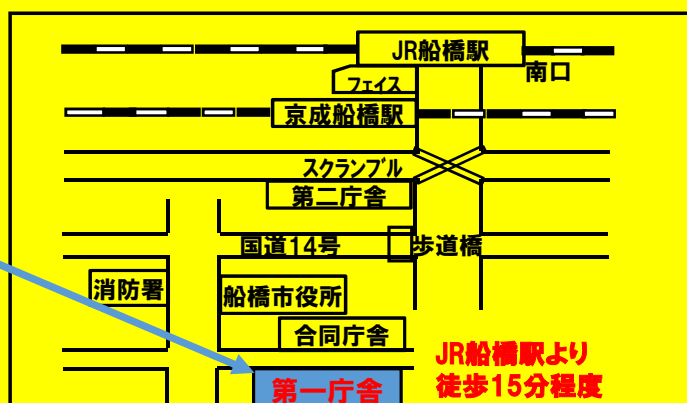 JR船橋駅
南口
フェイス
京成船橋駅
スクランブル
第二庁舎
国道14号
歩道橋
消防署
船橋市役所
合同庁舎
JR船橋駅より
徒歩15分程度
第一庁舎